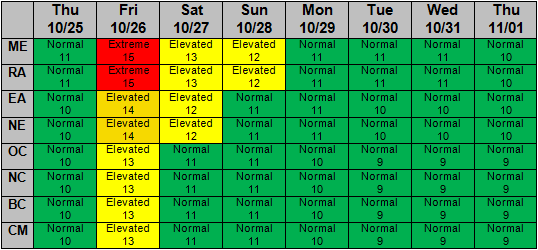 Thu Fri Sat Sun Mon Tue Wed Thu
10/25 10/26 10/27 10/28 10/29 10/30 10/31 11/01
ME Normal Extreme Elevated Elevated Normal Normal Normal Normal
11 15 13 12 11 11 11 10
RA Normal Extreme Elevated Elevated Normal Normal Normal Normal
11 15 13 12 11 11 11 10
EA Normal Elevated Elevated Normal Normal Normal Normal Normal
10 14 12 11 11 10 10 10
NE Normal Elevated Elevated Normal Normal Normal Normal Normal
10 14 12 11 11 10 10 10
OC Normal Elevated Normal Normal Normal Normal Normal Normal
10 13 11 11 10 9 9 9
NC Normal Elevated Normal Normal Normal Normal Normal Normal
10 13 11 11 10 9 9 9
BC Normal Elevated Normal Normal Normal Normal Normal Normal
10 13 11 11 10 9 9 9
CM Normal Elevated Normal Normal Normal Normal Normal Normal
10 13 11 11 10 9 9 9